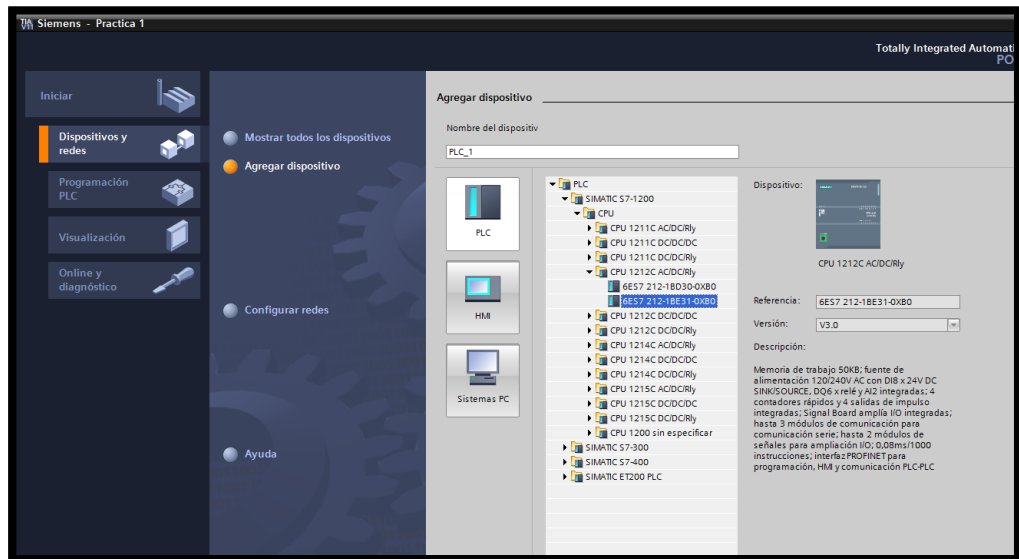 Siemens - Practica 1
Totally Integrated Automati
PO
Iniciar
Dispositivos y
redes
Programación
PLC
Visualización
Online y
diagnóstico
Mostrar todos los dispositivos
Agregar dispositivo
Configurar redes
Ayuda
Agregar dispositivo
Nombre del dispositiv
PLC_1
PLC
HMI
Sistemas PC
PLC
SIMATIC S7-1200
CPU
CPU 1211C AC/DC/Rly
CPU 1211C DC/DC/DC
CPU 1211C DC/DC/Rly
CPU 1212C AC/DC/Rly
6ES7 212-1BD30-0XB0
6ES7 212-1BE31-0XB0
CPU 1212C DC/DC/DC
CPU 1212C DC/DC/Rly
CPU 1214C AC/DC/Rly
CPU 1214C DC/DC/DC
CPU 1214C DC/DC/Rly
CPU 1215C AC/DC/Rly
CPU 1215C DC/DC/DC
CPU 1215C DC/DC/Rly
CPU 1200 sin especificar
SIMATIC S7-300
SIMATIC S7-400
SIMATIC ET200 PLC
Dispositivo:
CPU 1212C AC/DC/Rly
Referencia:
6ES7 212-1BE31-0XB0
Versión:
V3.0
Descripción:
Memoria de trabajo 50KB; fuente de
alimentación 120/240V AC con DI8 x 24V DC
SINK/SOURCE, DQ6 x relé y AI2 integradas; 4
contadores rápidos y 4 salidas de impulso
integradas; Signal Board amplía I/O integradas;
hasta 3 módulos de comunicación para
comunicación serie; hasta 2 módulos de
señales para ampliación I/O; 0,08ms/1000
instrucciones; interfaz PROFINET para
programación, HMI y comunicación PLC-PLC